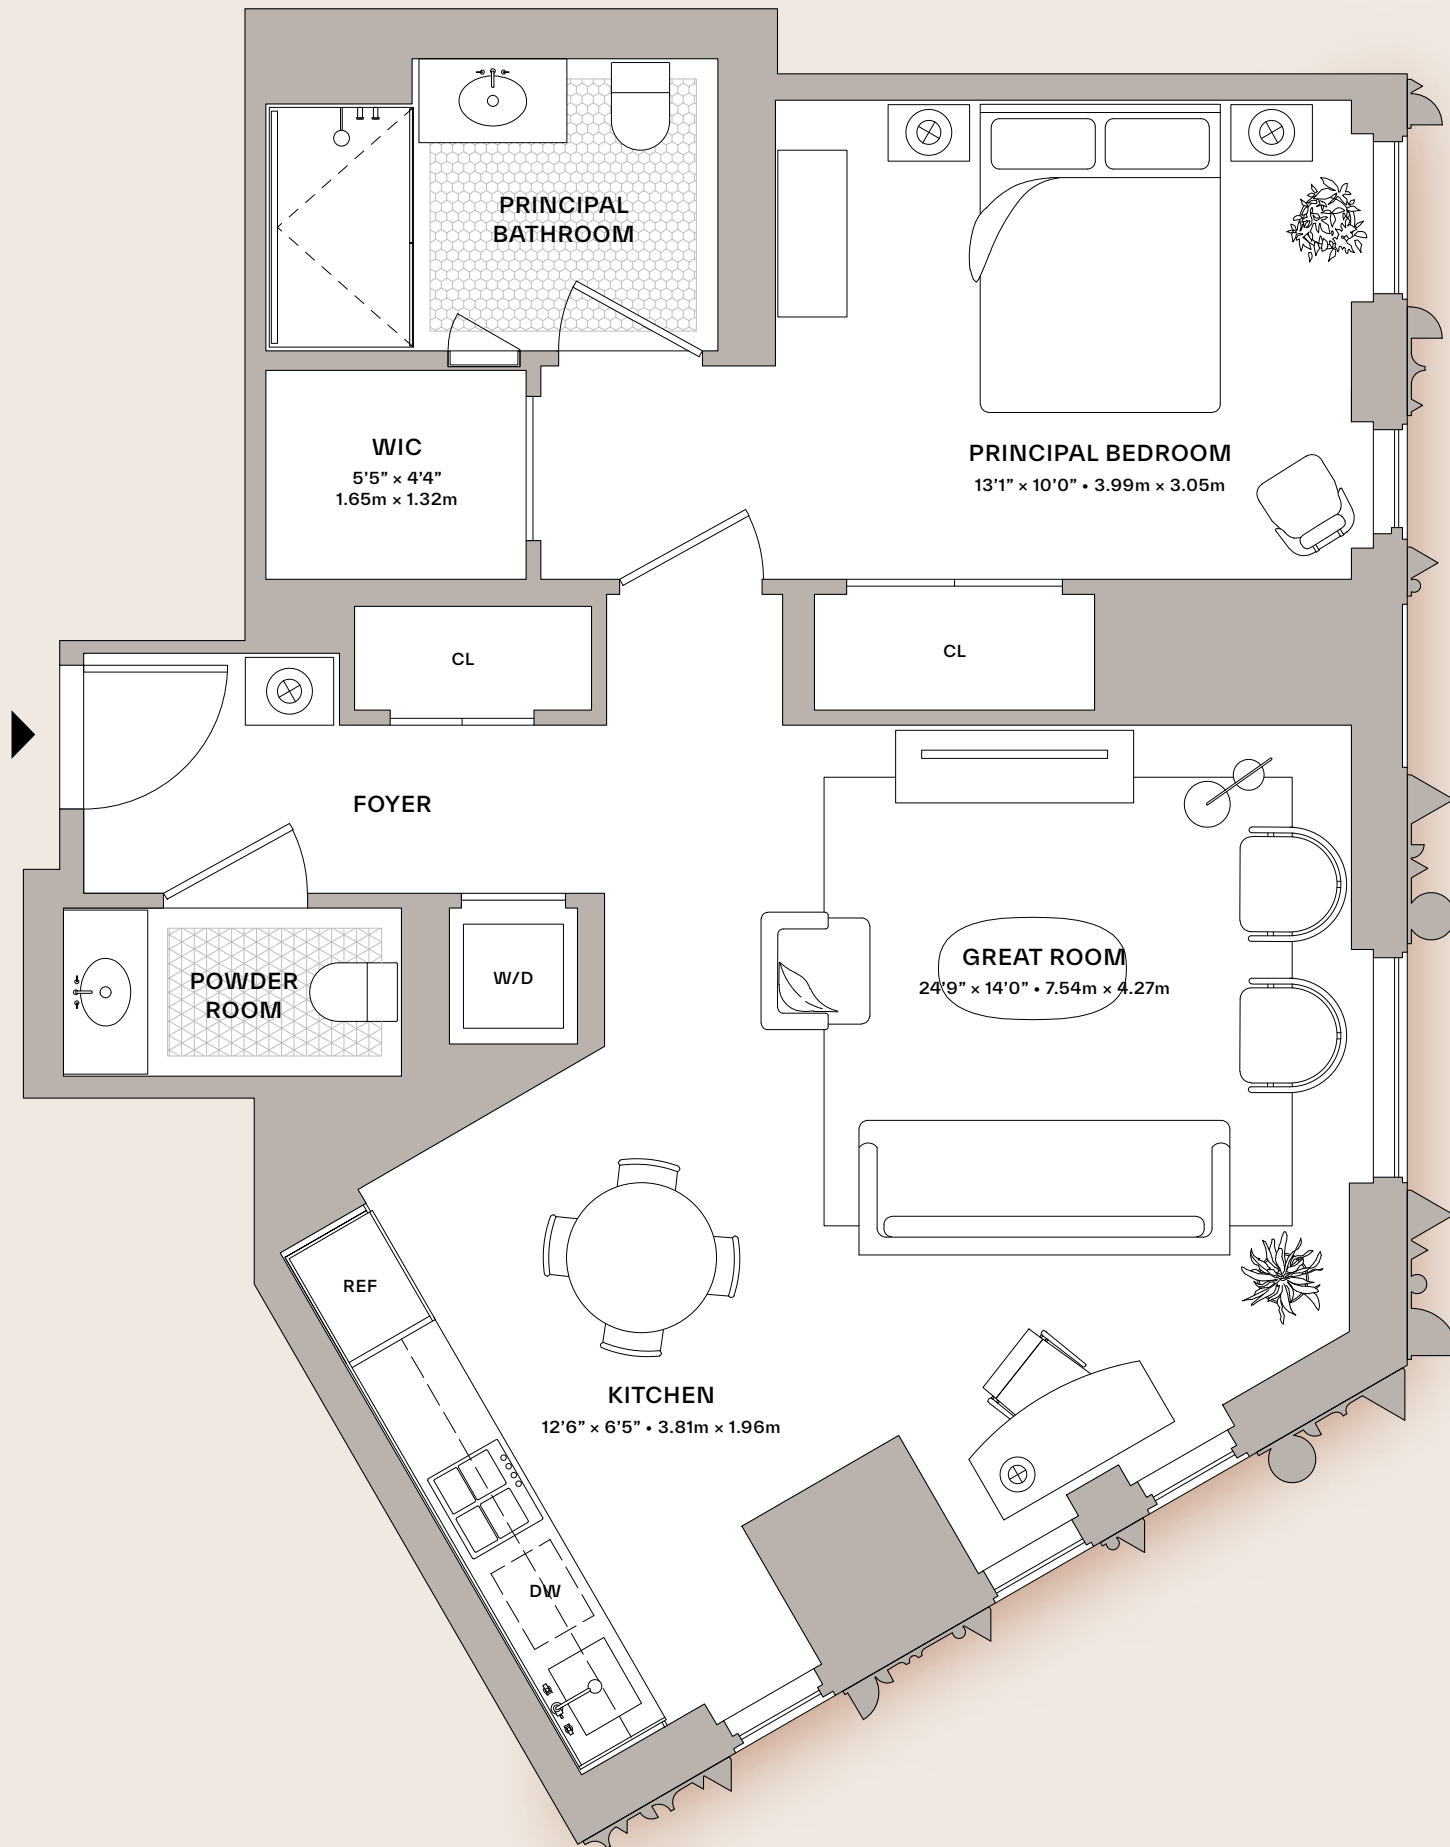 PRINCIPAL
BATHROOM
WIC
5’5” × 4’4”
1.65m × 1.32m
PRINCIPAL BEDROOM
13’1” × 10’0” • 3.99m × 3.05m
CL
CL
FOYER
POWDER
ROOM
W/D
GREAT ROOM
24’9” × 14’0” • 7.54m × 4.27m
REF
KITCHEN
12’6” × 6’5” • 3.81m × 1.96m
DW